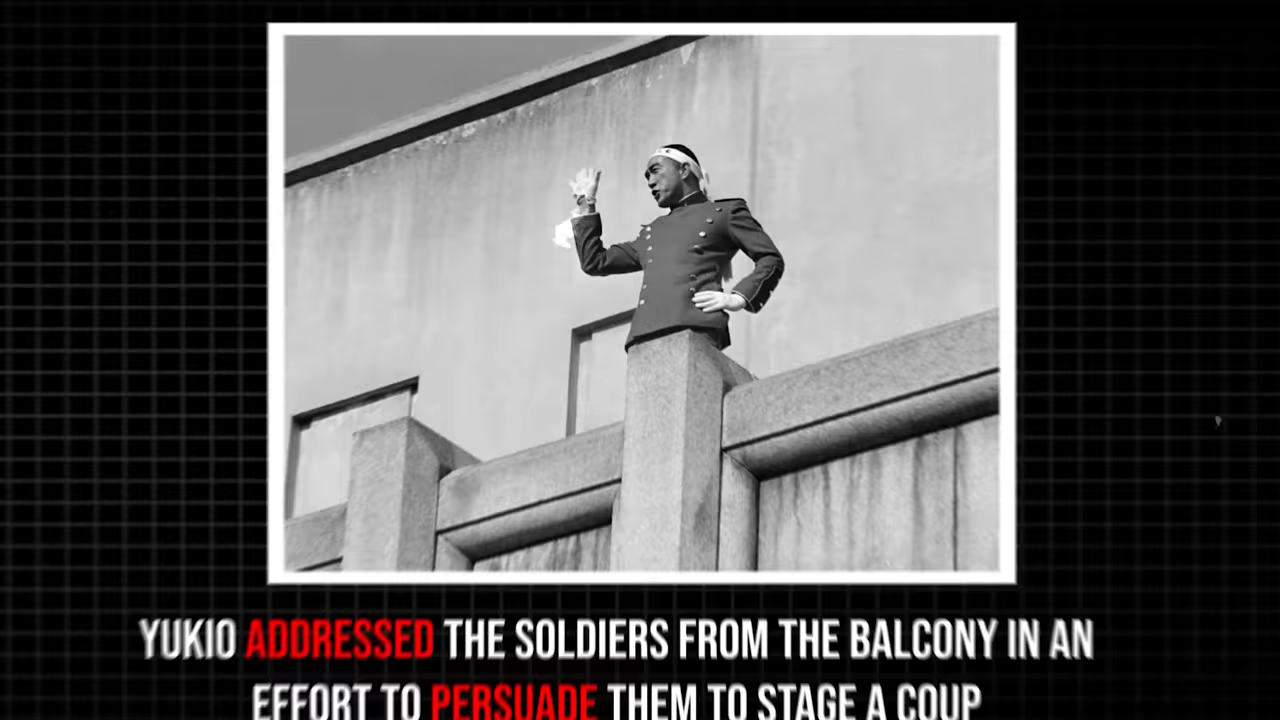 YUKIO ADDRESSED THE SOLDIERS FROM THE BALCONY IN AN
EFFORT TO PERSUADE THEM TO STAGE A COUP